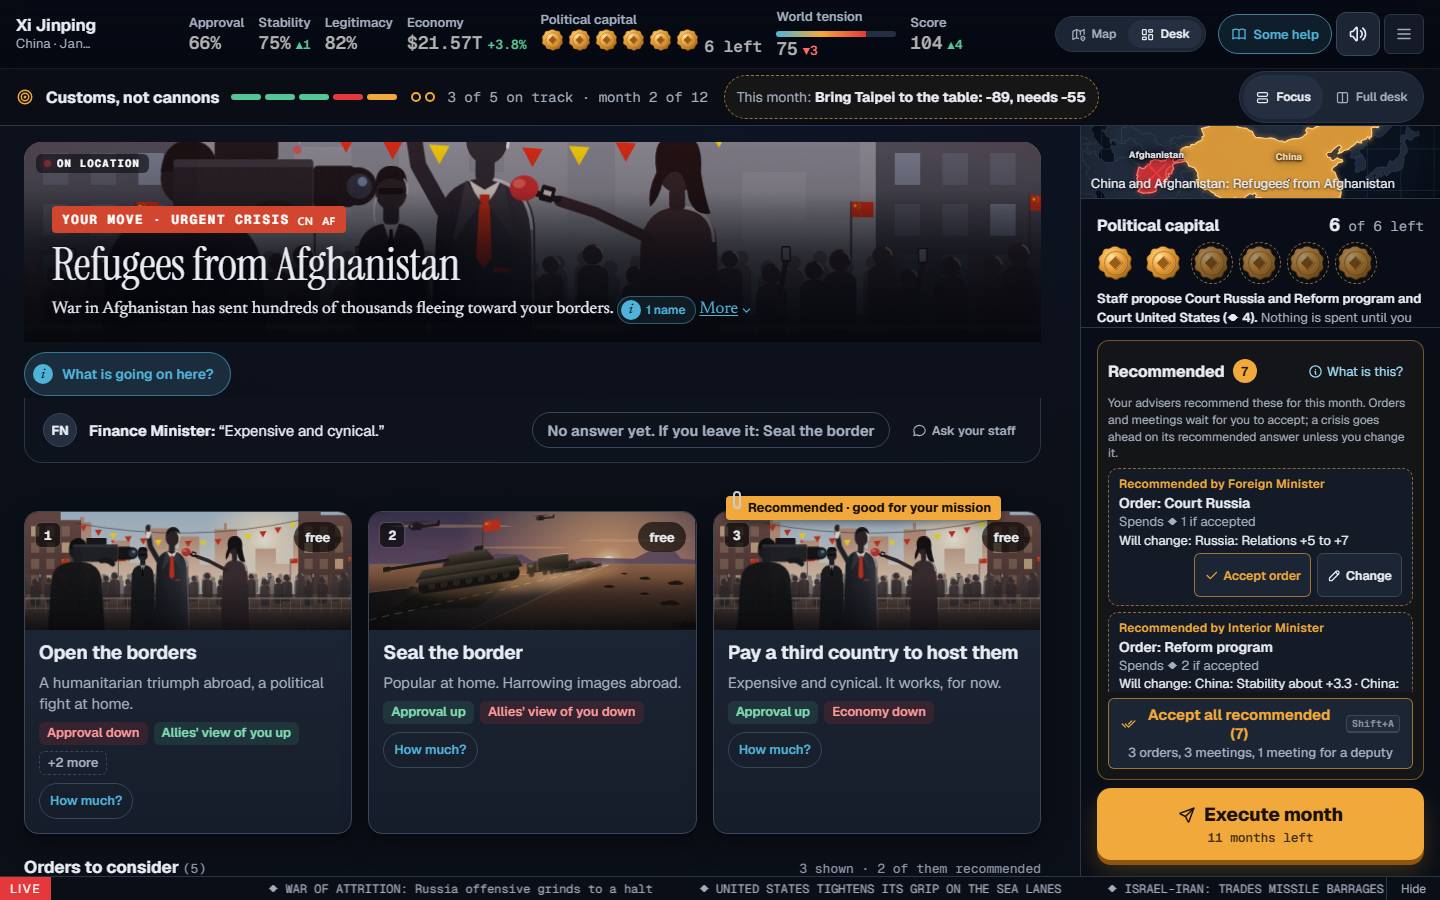 Xi Jinping
China · Jan...
Approval
66%
Stability
75% ▴1
Legitimacy
82%
Economy
$21.57T +3.8%
Political capital
6 left
World tension
75 ▾3
Score
104 ▴4
Map
Desk
Some help
Customs, not cannons
3 of 5 on track · month 2 of 12
This month: Bring Taipei to the table: -89, needs -55
Focus
Full desk
ON LOCATION
YOUR MOVE · URGENT CRISIS CN AF
Refugees from Afghanistan
War in Afghanistan has sent hundreds of thousands fleeing toward your borders. i 1 name More
i What is going on here?
FN Finance Minister: “Expensive and cynical.”
No answer yet. If you leave it: Seal the border
Ask your staff
1
free
Open the borders
A humanitarian triumph abroad, a political
fight at home.
Approval down
Allies' view of you up
+2 more
How much?
2
free
Seal the border
Popular at home. Harrowing images abroad.
Approval up
Allies' view of you down
How much?
Recommended · good for your mission
3
free
Pay a third country to host them
Expensive and cynical. It works, for now.
Approval up
Economy down
How much?
Orders to consider (5)
3 shown · 2 of them recommended
Afghanistan
China
China and Afghanistan: Refugees from Afghanistan
Political capital
6 of 6 left
Staff propose Court Russia and Reform program and
Court United States (◆ 4). Nothing is spent until you
Recommended 7
What is this?
Your advisers recommend these for this month. Orders
and meetings wait for you to accept; a crisis goes
ahead on its recommended answer unless you change
it.
Recommended by Foreign Minister
Order: Court Russia
Spends ◆ 1 if accepted
Will change: Russia: Relations +5 to +7
Accept order
Change
Recommended by Interior Minister
Order: Reform program
Spends ◆ 2 if accepted
Will change: China: Stability about +3.3 · China:
Accept all recommended
(7)
Shift+A
3 orders, 3 meetings, 1 meeting for a deputy
Execute month
11 months left
LIVE
◆ WAR OF ATTRITION: Russia offensive grinds to a halt
◆ UNITED STATES TIGHTENS ITS GRIP ON THE SEA LANES
◆ ISRAEL-IRAN: TRADES MISSILE BARRAGES
Hide